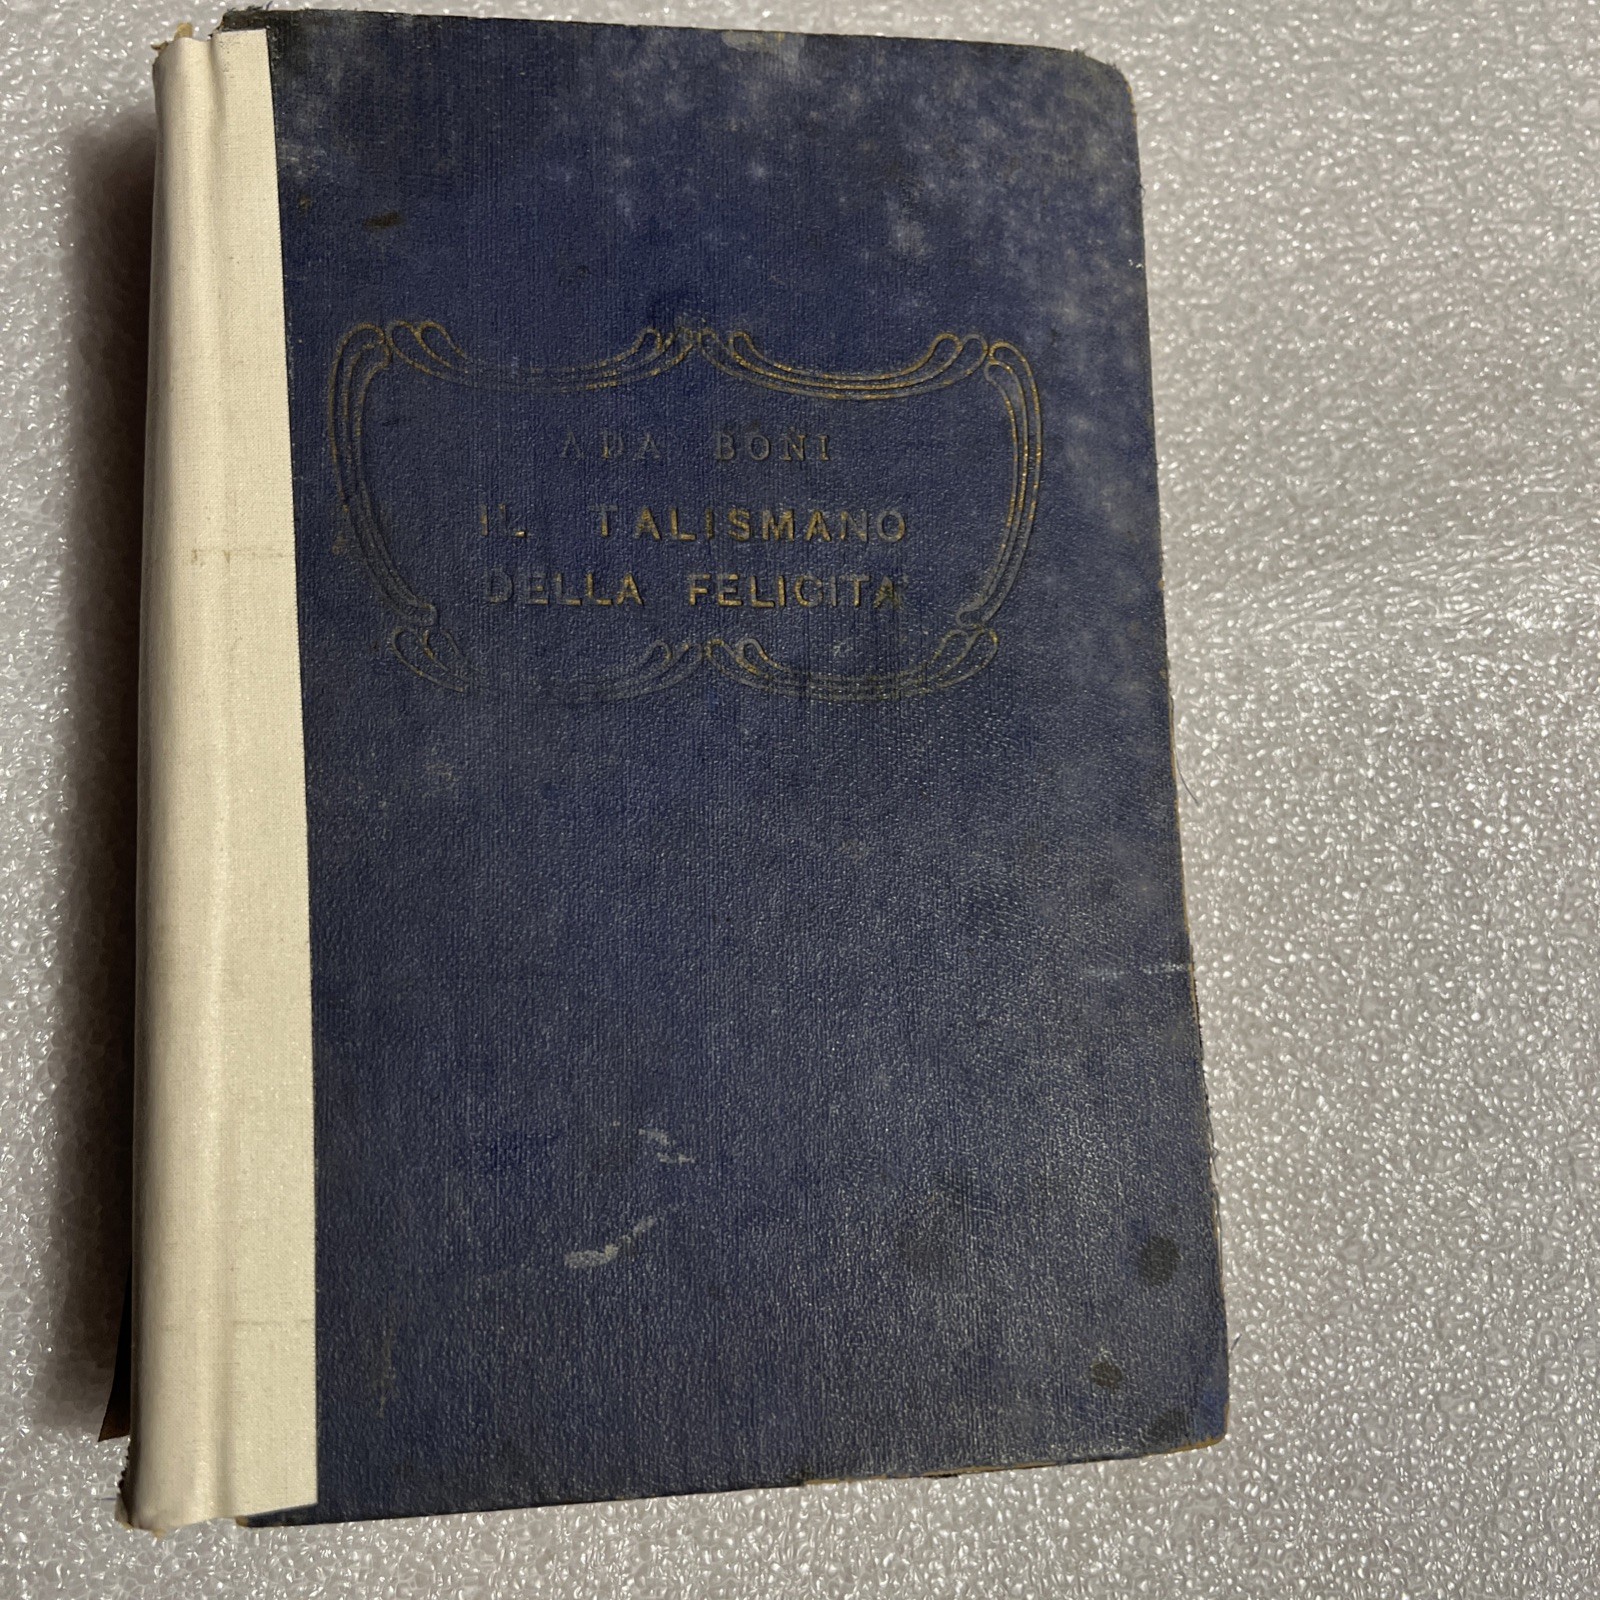 ADA BONI
IL TALISMANO
DELLA FELICITA'